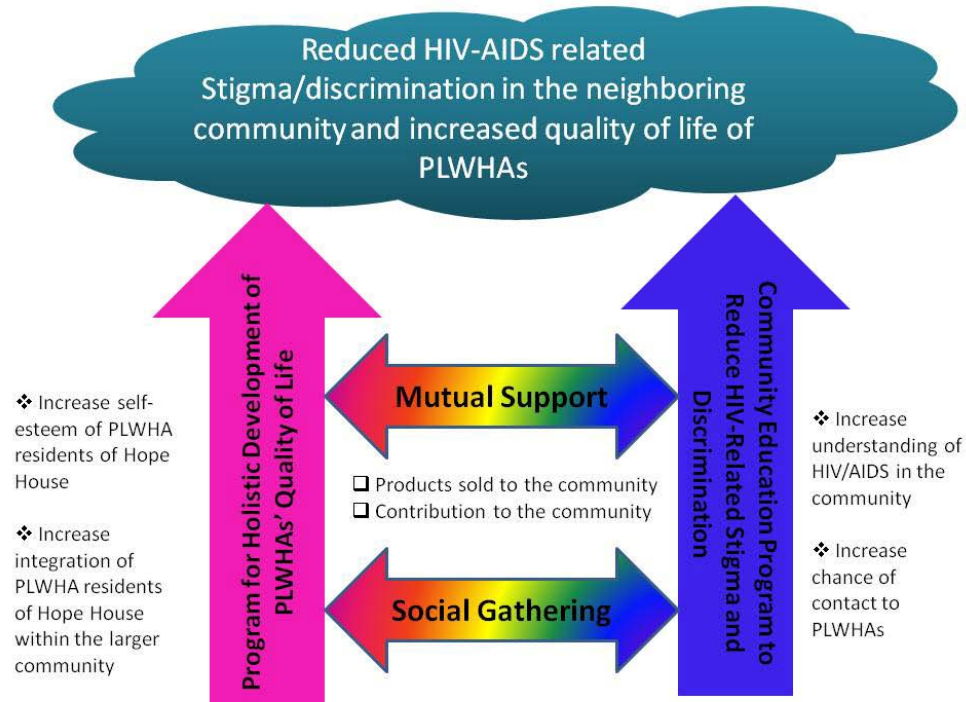 Reduced HIV-AIDS related
Stigma/discrimination in the neighboring
community and increased quality of life of
PLWHAs
Program for Holistic Development of
PLWHAs' Quality of Life
❖ Increase self-
esteem of PLWHA
residents of Hope
House
❖ Increase
integration of
PLWHA residents
of Hope House
within the larger
community
Mutual Support
❑ Products sold to the community
❑ Contribution to the community
Social Gathering
Community Education Program to
Reduce HIV-Related Stigma and
Discrimination
❖ Increase
understanding of
HIV/AIDS in the
community
❖ Increase
chance of
contact to
PLWHAs